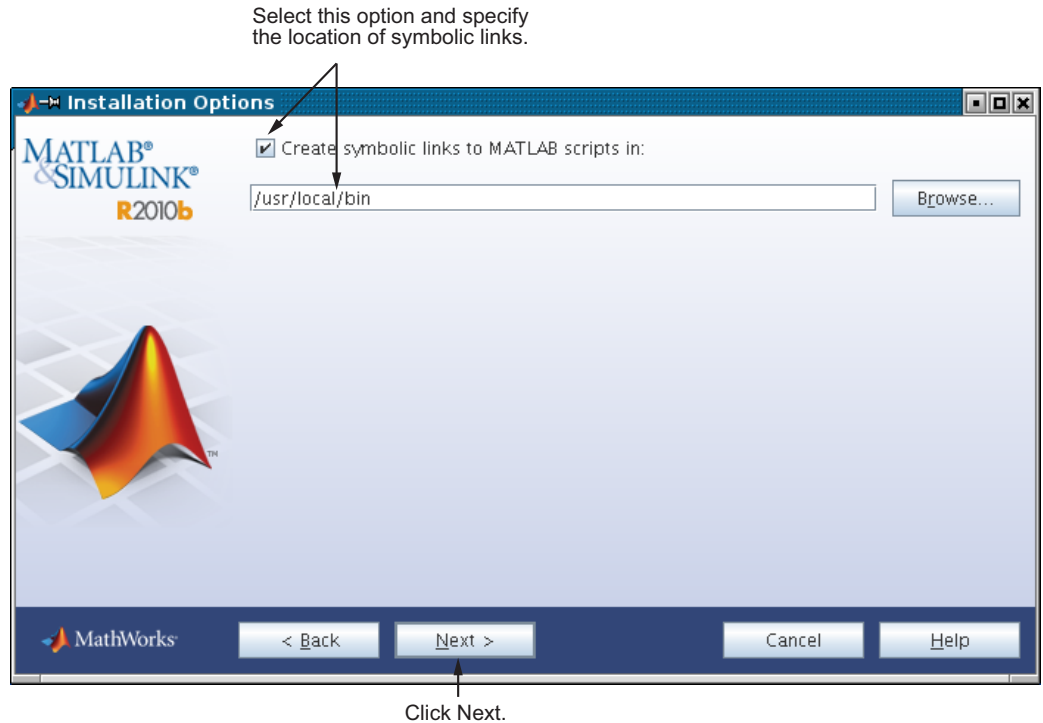 Select this option and specify
the location of symbolic links.
Installation Options
MATLAB®
&SIMULINK®
R2010b
Create symbolic links to MATLAB scripts in:
/usr/local/bin
Browse...
TM
MathWorks
< Back
Next >
Cancel
Help
Click Next.